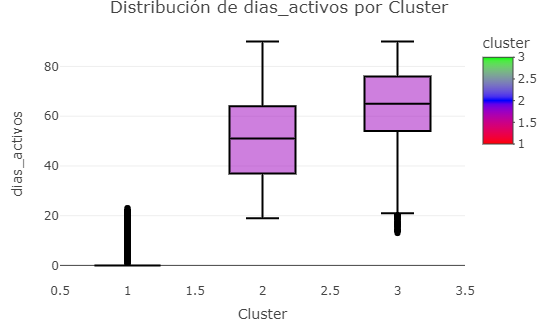 Distribución de dias_activos por Cluster
cluster
3
2.5
2
1.5
1
dias_activos
80
60
40
20
0
0.5 1 1.5 2 2.5 3 3.5
Cluster